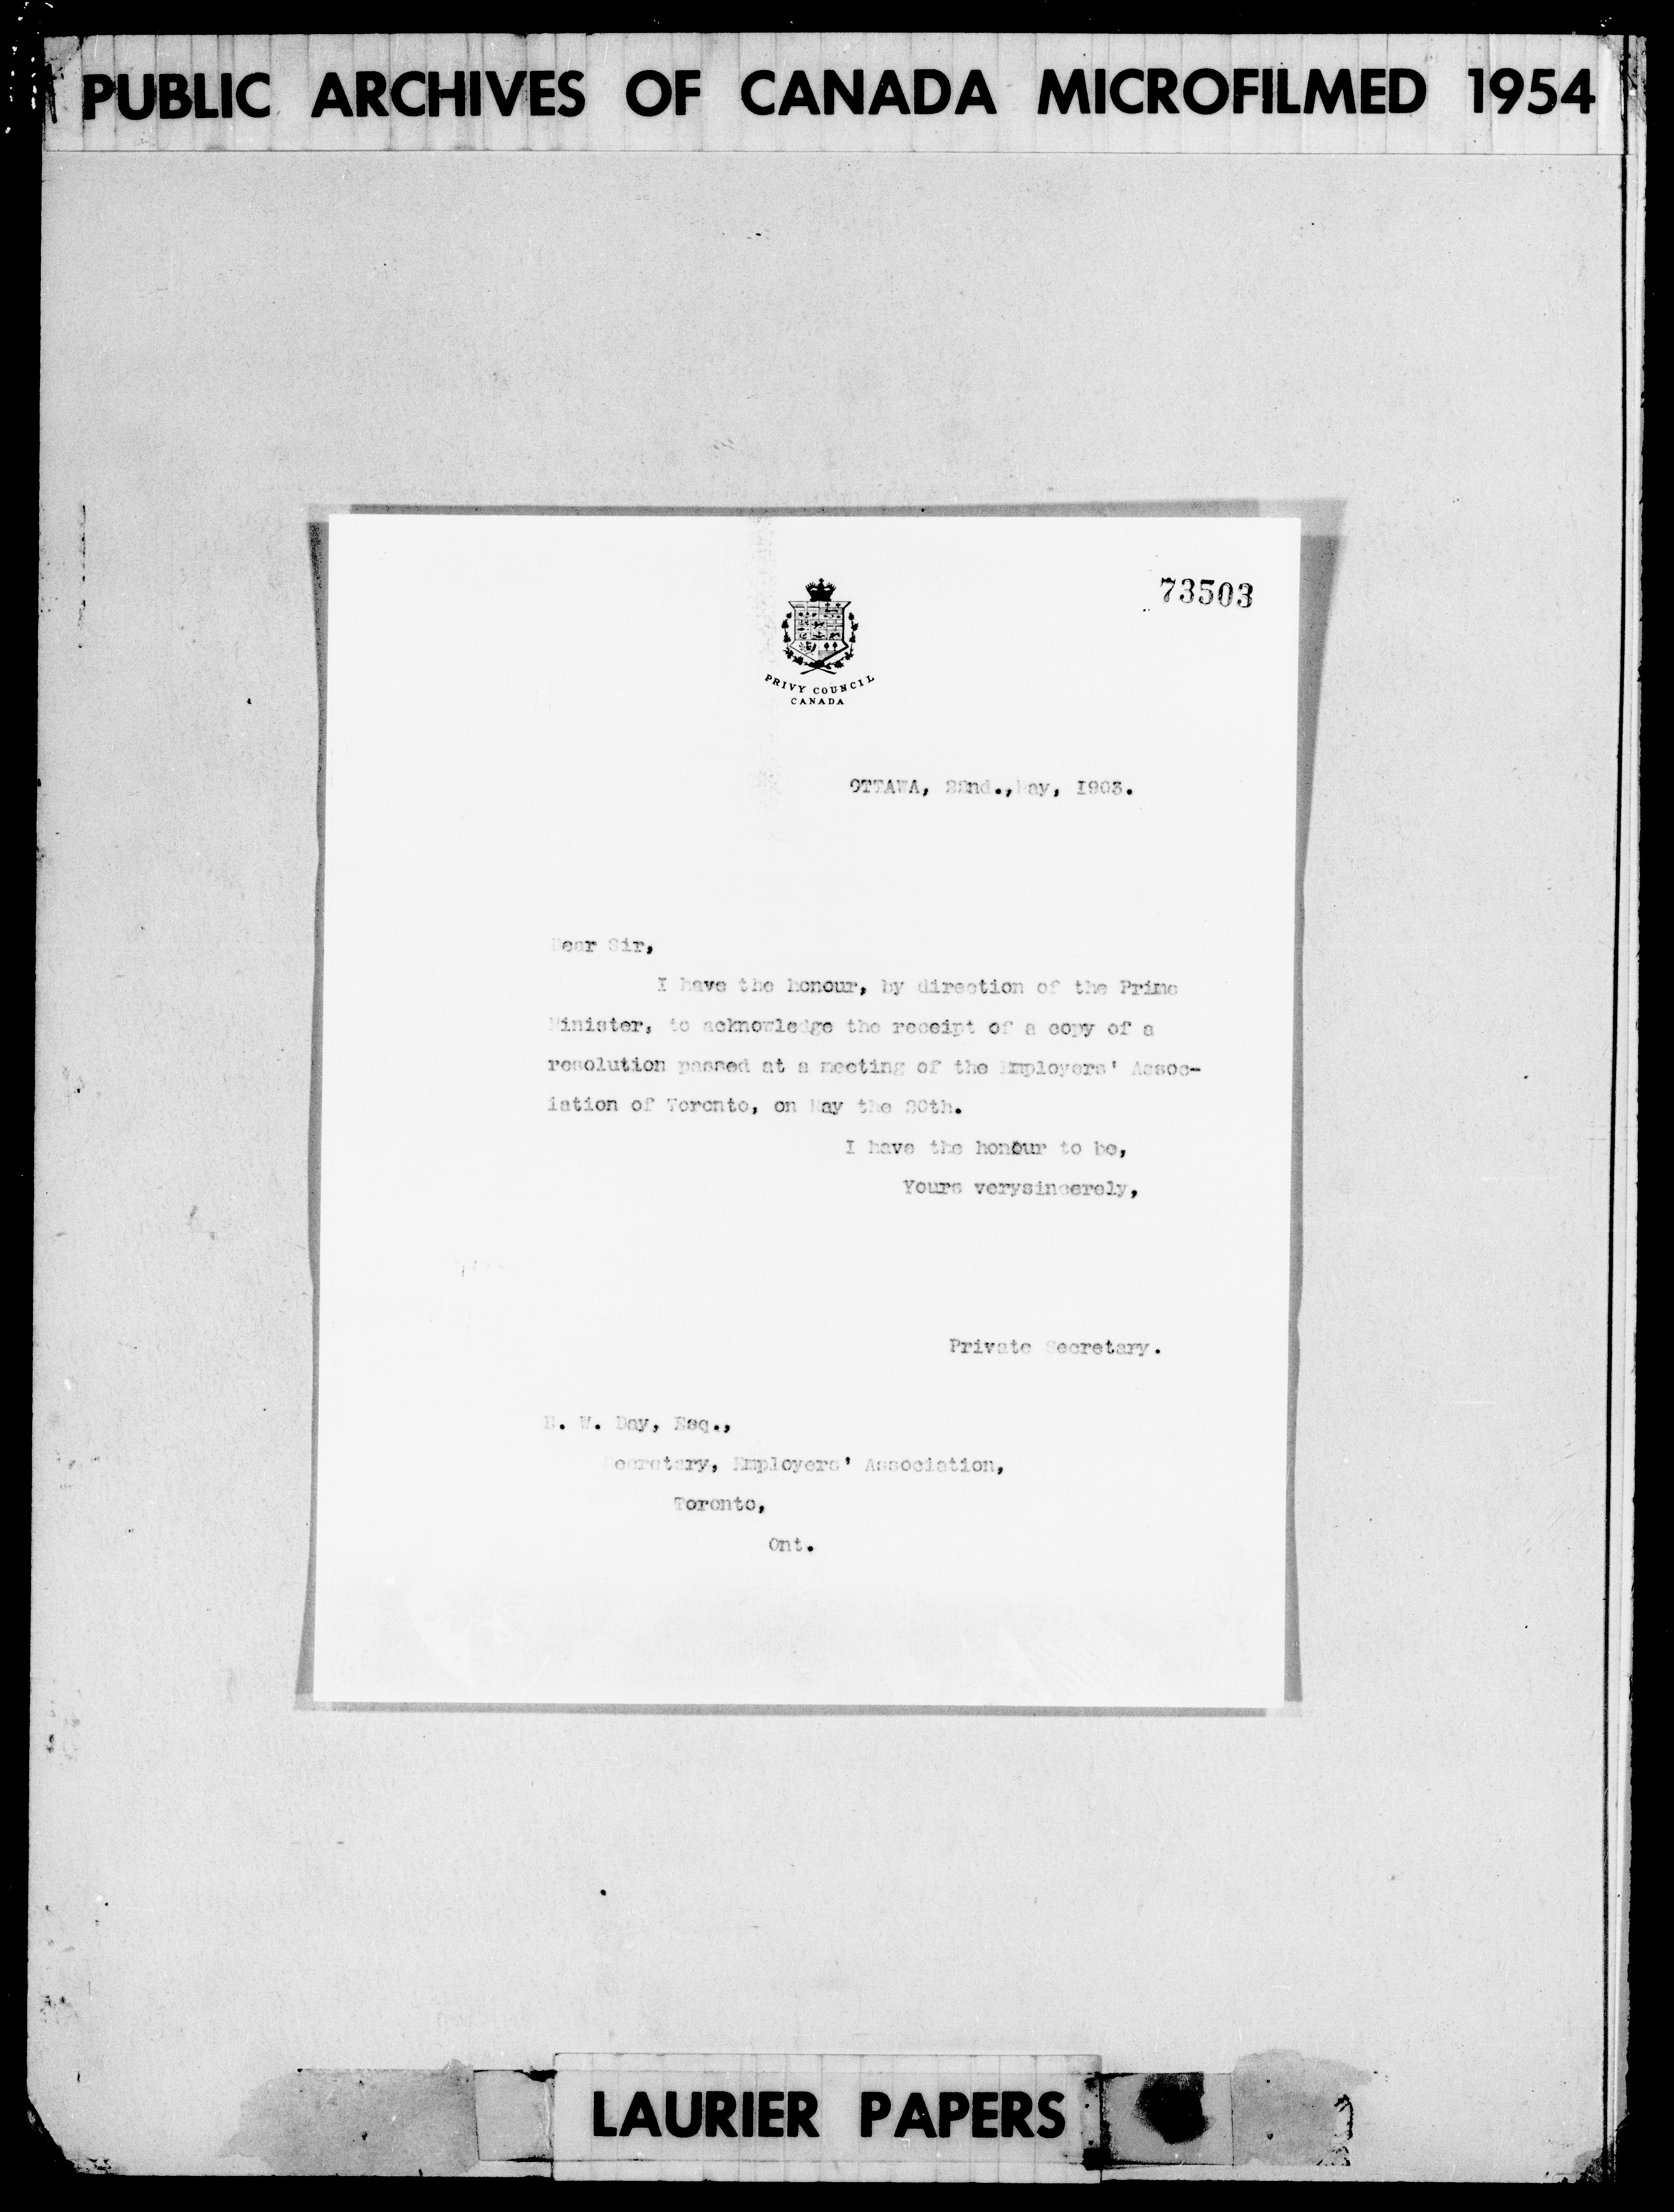 PUBLIC ARCHIVES OF CANADA MICROFILMED 1954
73503
PRIVY COUNCIL
CANADA
OTTAWA, 22nd., May, 1903.
Dear Sir,
I have the honour, by direction of the Prime
Minister, to acknowledge the receipt of a copy of a
resolution passed at a meeting of the Employers' Assoc-
iation of Toronto, on May the 20th.
I have the honour to be,
Yours verysincerely,
Private Secretary.
E. W. Day, Esq.,
Secretary, Employers' Association,
Toronto,
Ont.
LAURIER PAPERS